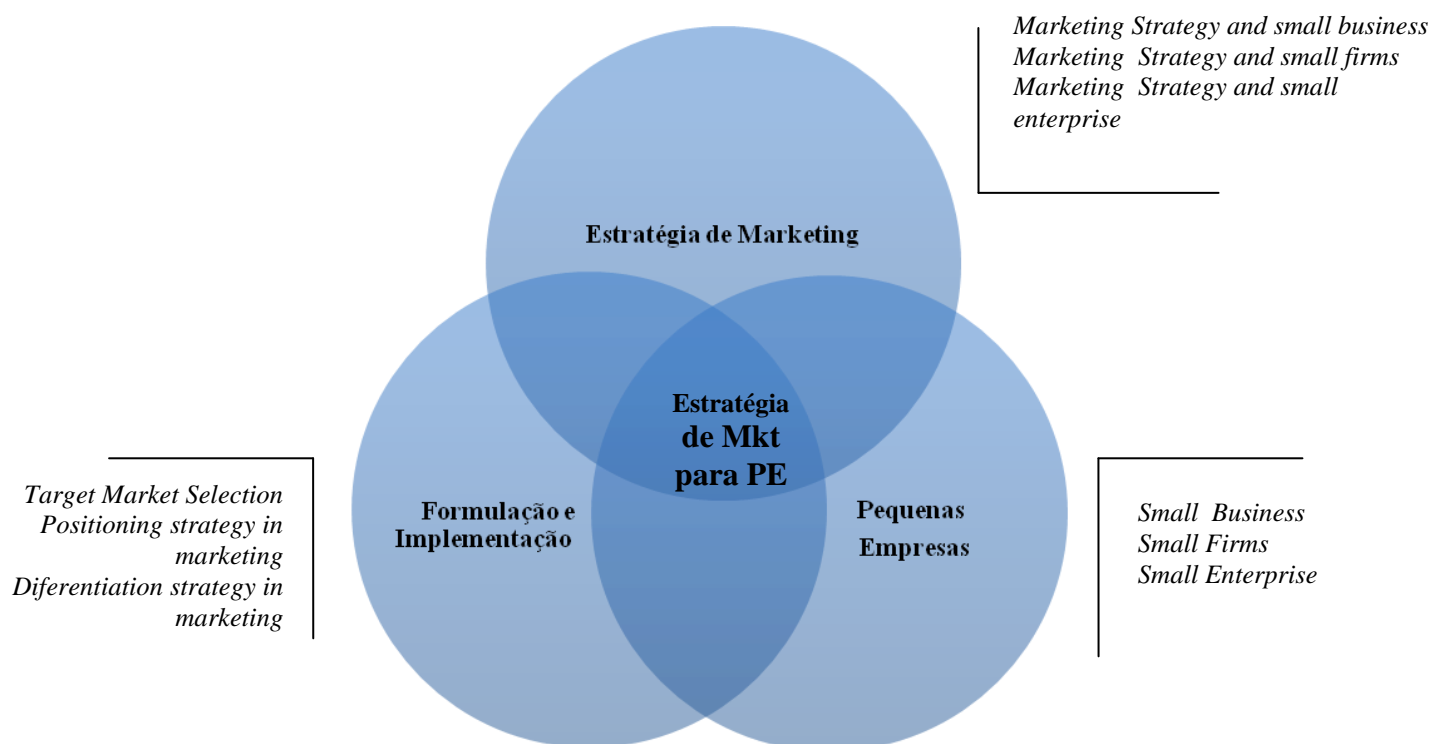 Marketing Strategy and small business
Marketing Strategy and small firms
Marketing Strategy and small
enterprise
Estratégia de Marketing
Estratégia
de Mkt
para PE
Target Market Selection
Positioning strategy in
marketing
Diferentiation strategy in
marketing
Formulação e
Implementação
Pequenas
Empresas
Small Business
Small Firms
Small Enterprise